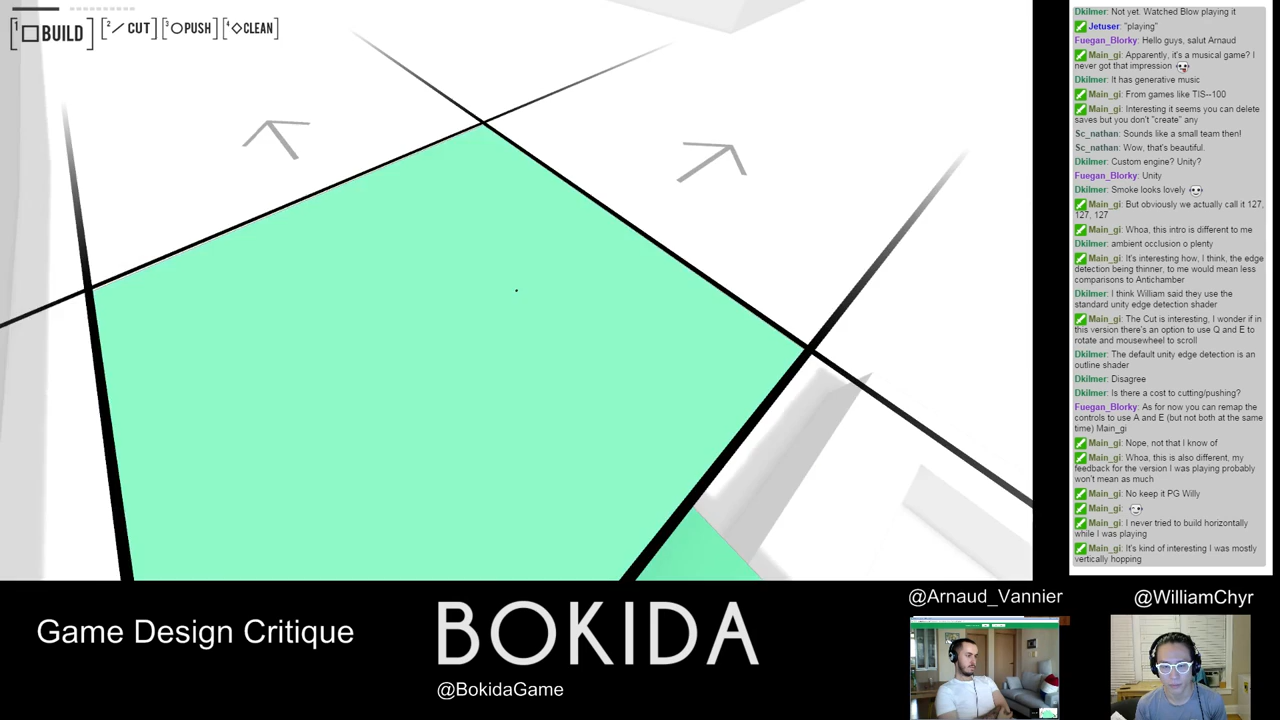 1 BUILD 2 CUT 3 PUSH 4 CLEAN
Dkilmer: Not yet. Watched Blow playing it
Jetuser: "playing"
Fuegan_Blorky: Hello guys, salut Arnaud
Main_gi: Apparently, it's a musical game? I
never got that impression
Dkilmer: It has generative music
Main_gi: From games like TIS--100
Main_gi: Interesting it seems you can delete
saves but you don't "create" any
Sc_nathan: Sounds like a small team then!
Sc_nathan: Wow, that's beautiful.
Dkilmer: Custom engine? Unity?
Fuegan_Blorky: Unity
Dkilmer: Smoke looks lovely
Main_gi: But obviously we actually call it 127,
127, 127
Main_gi: Whoa, this intro is different to me
Dkilmer: ambient occlusion o plenty
Main_gi: It's interesting how, I think, the edge
detection being thinner, to me would mean less
comparisons to Antichamber
Dkilmer: I think William said they use the
standard unity edge detection shader
Main_gi: The Cut is interesting, I wonder if in
this version there's an option to use Q and E to
rotate and mousewheel to scroll
Dkilmer: The default unity edge detection is an
outline shader
Dkilmer: Disagree
Dkilmer: Is there a cost to cutting/pushing?
Fuegan_Blorky: As for now you can remap the
controls to use A and E (but not both at the same
time) Main_gi
Main_gi: Nope, not that I know of
Main_gi: Whoa, this is also different, my
feedback for the version I was playing probably
won't mean as much
Main_gi: No keep it PG Willy
Main_gi:
Main_gi: I never tried to build horizontally
while I was playing
Main_gi: It's kind of interesting I was mostly
vertically hopping
Game Design Critique
BOKIDA
@BokidaGame
@Arnaud_Vannier
@WilliamChyr